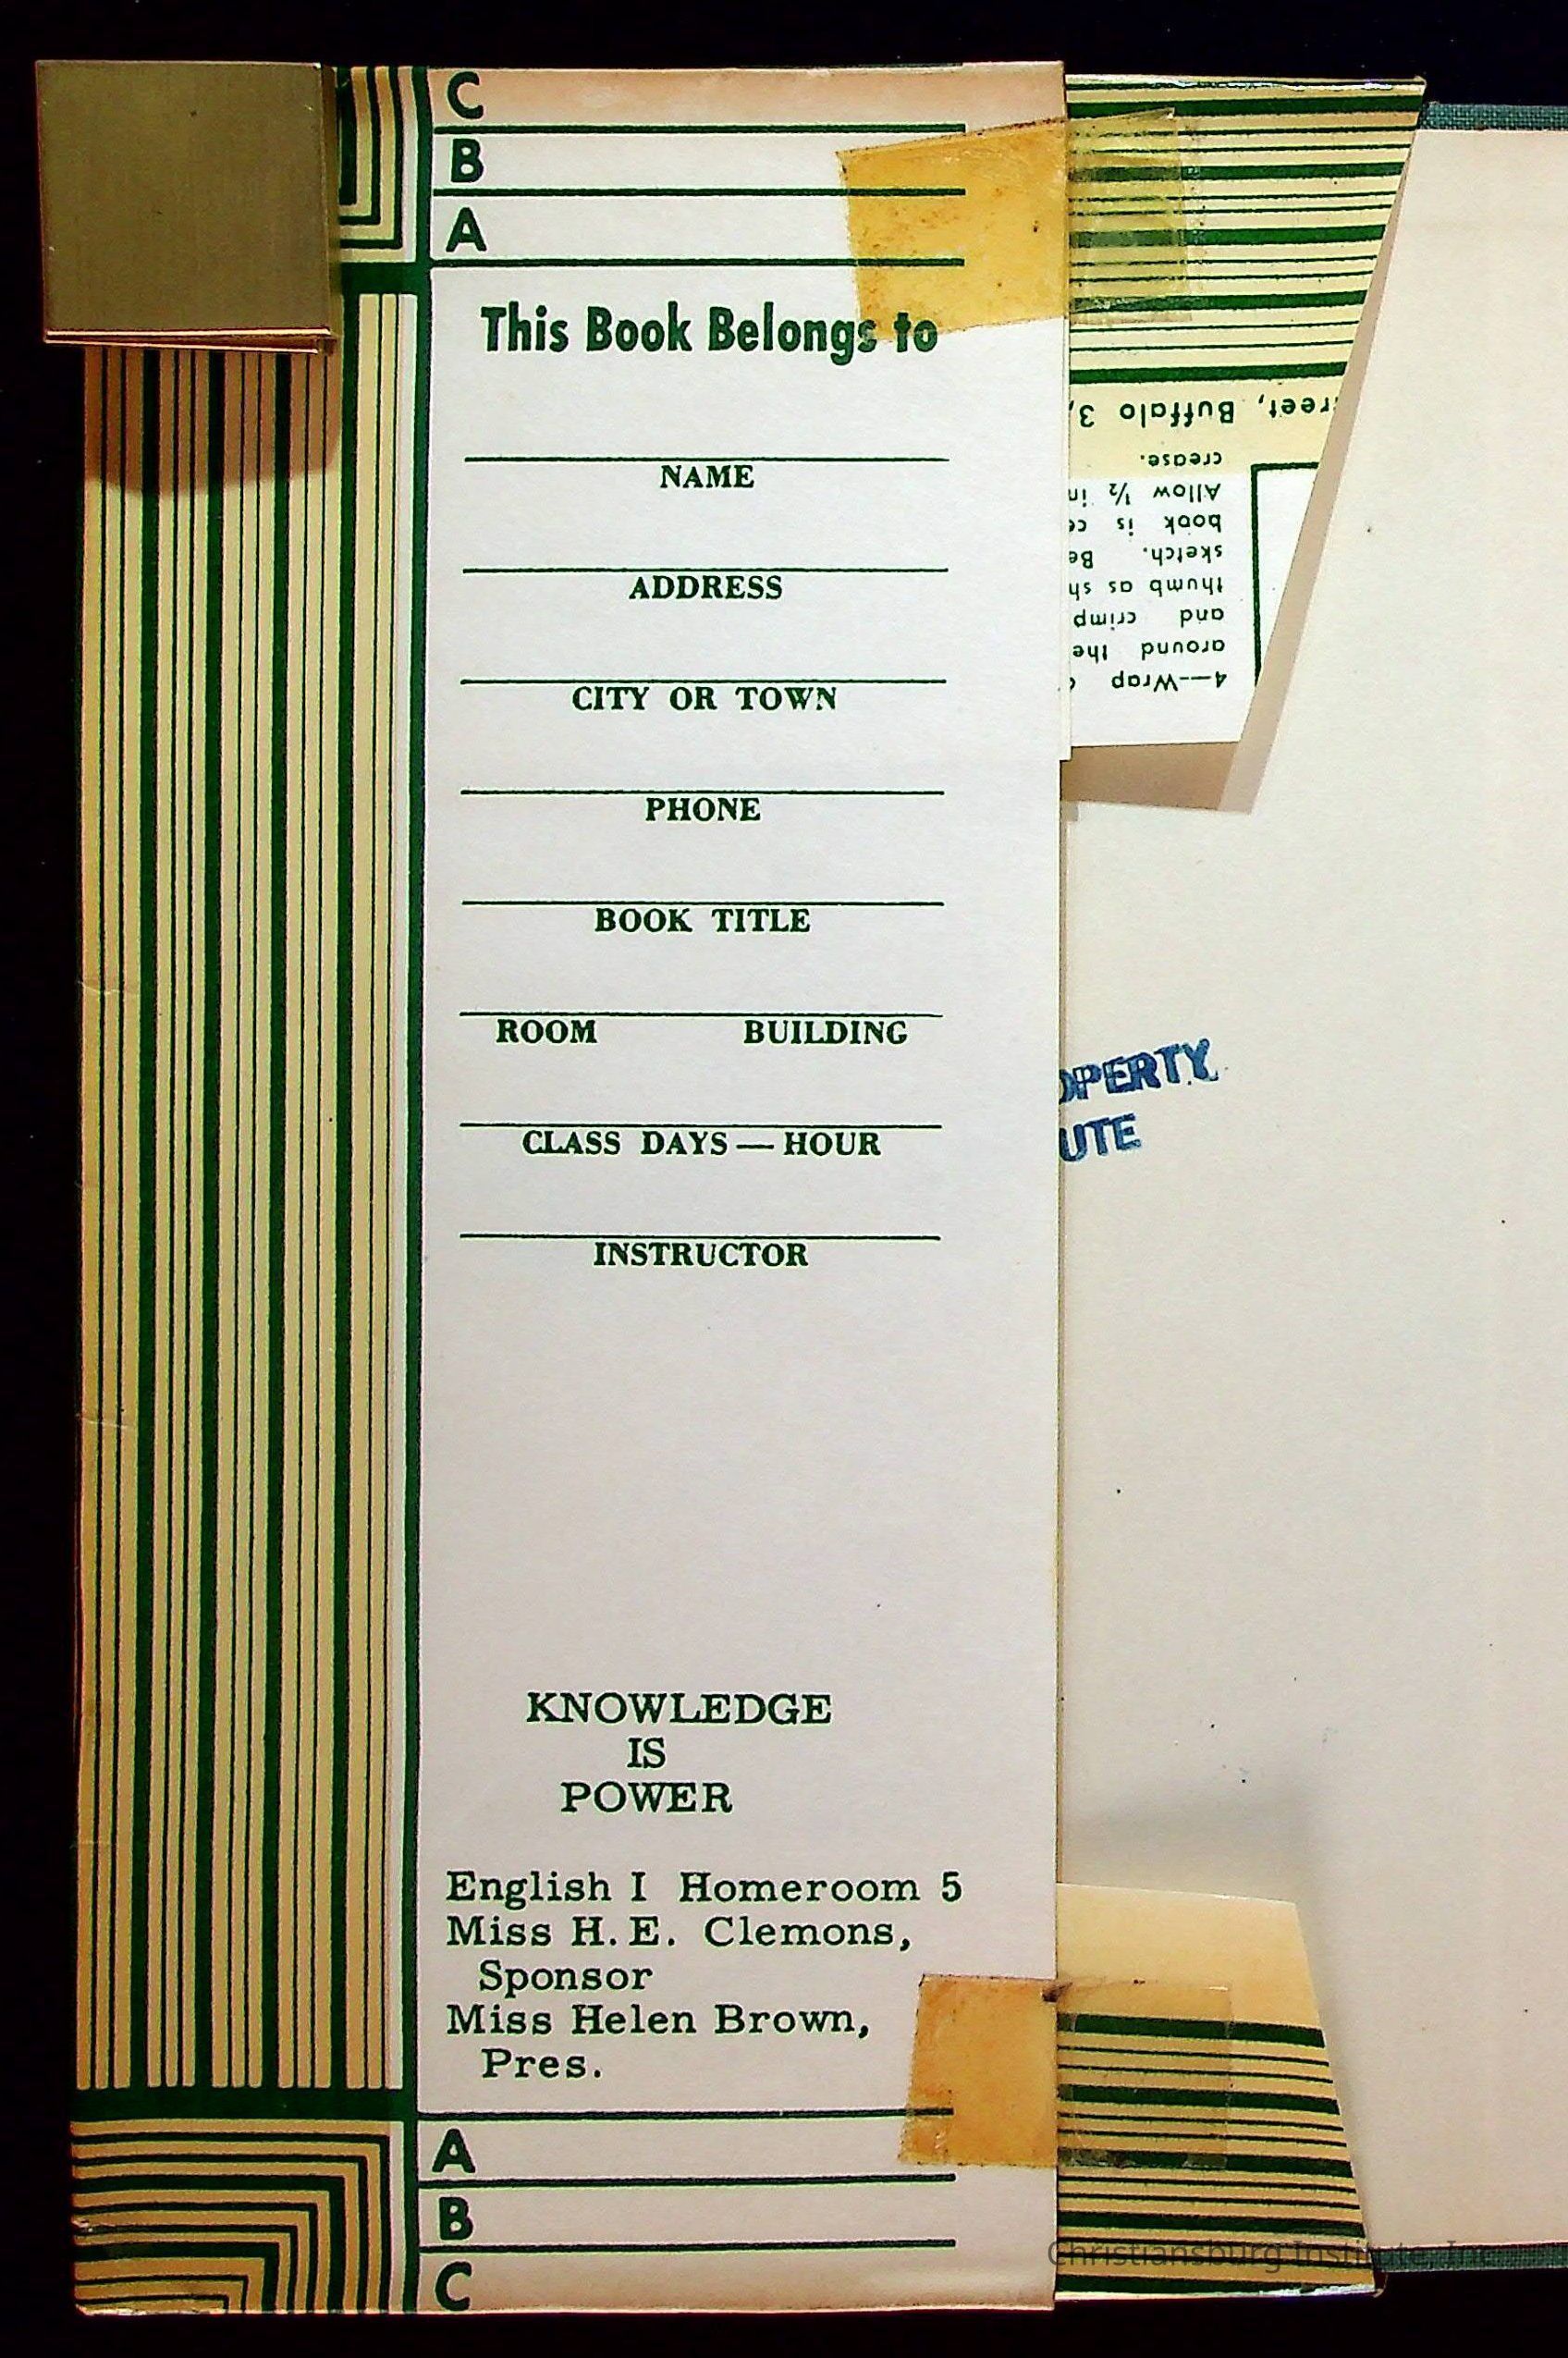 C
B
A
This Book Belongs to
NAME
ADDRESS
CITY OR TOWN
PHONE
BOOK TITLE
ROOM BUILDING
CLASS DAYS — HOUR
INSTRUCTOR
KNOWLEDGE
IS
POWER
English I Homeroom 5
Miss H. E. Clemons,
Sponsor
Miss Helen Brown,
Pres.
A
B
C
4—Wrap
around the
and crimp
thumb as sh
sketch. Be
book is ce
Allow ½ in
crease.
reet, Buffalo 3,
OPERTY
UTE
Christiansburg Institute, Inc